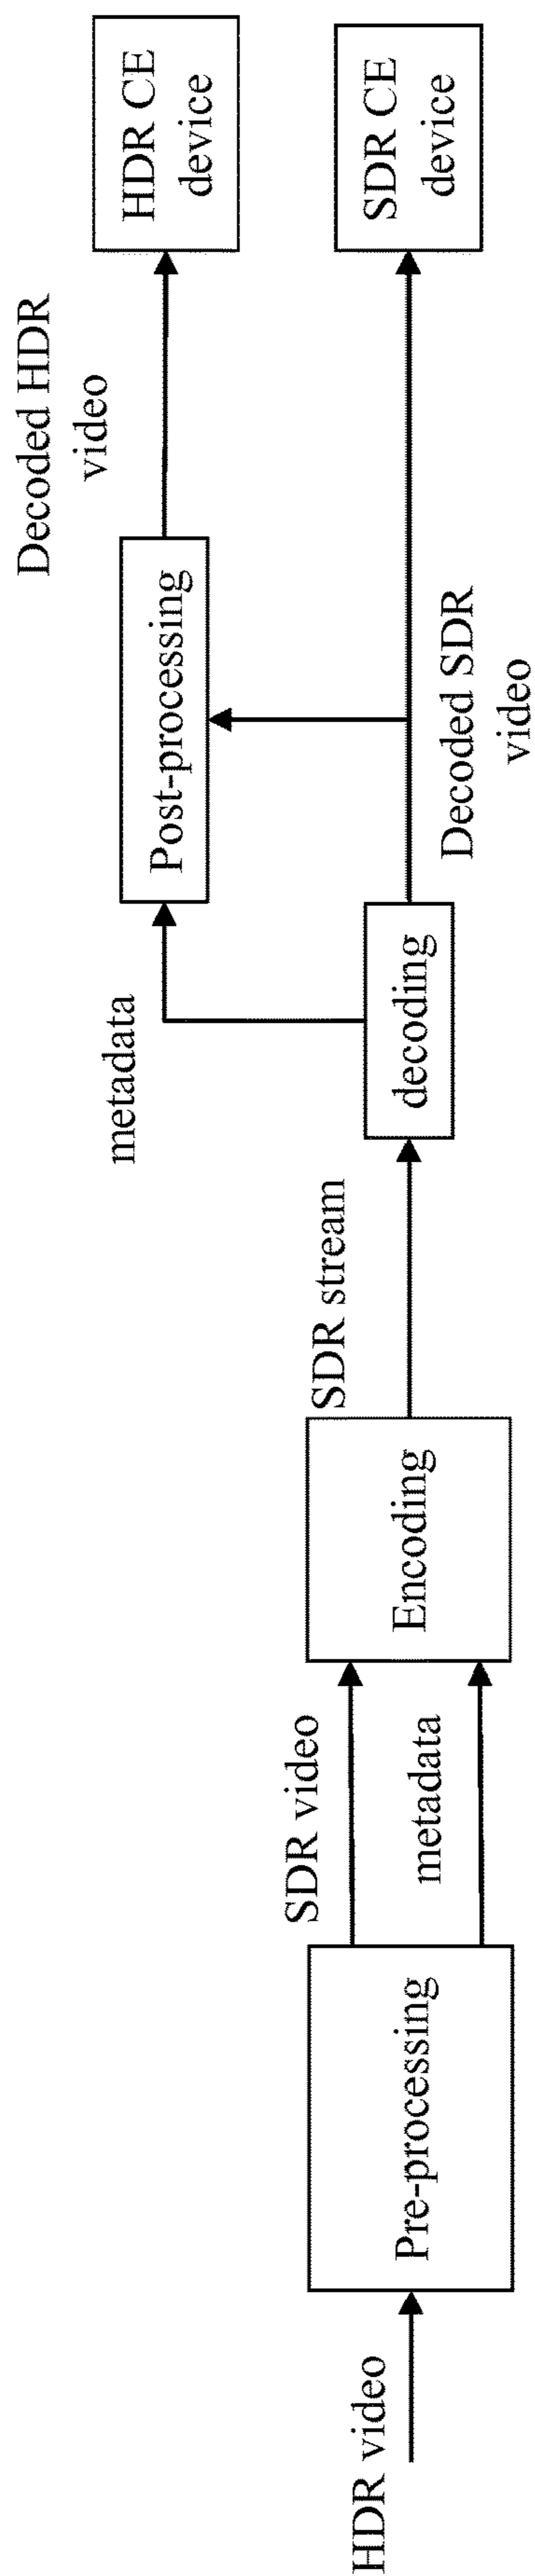 HDR video
Pre-processing
SDR video
metadata
Encoding
SDR stream
decoding
metadata
Post-processing
Decoded SDR
video
Decoded HDR
video
HDR CE
device
SDR CE
device